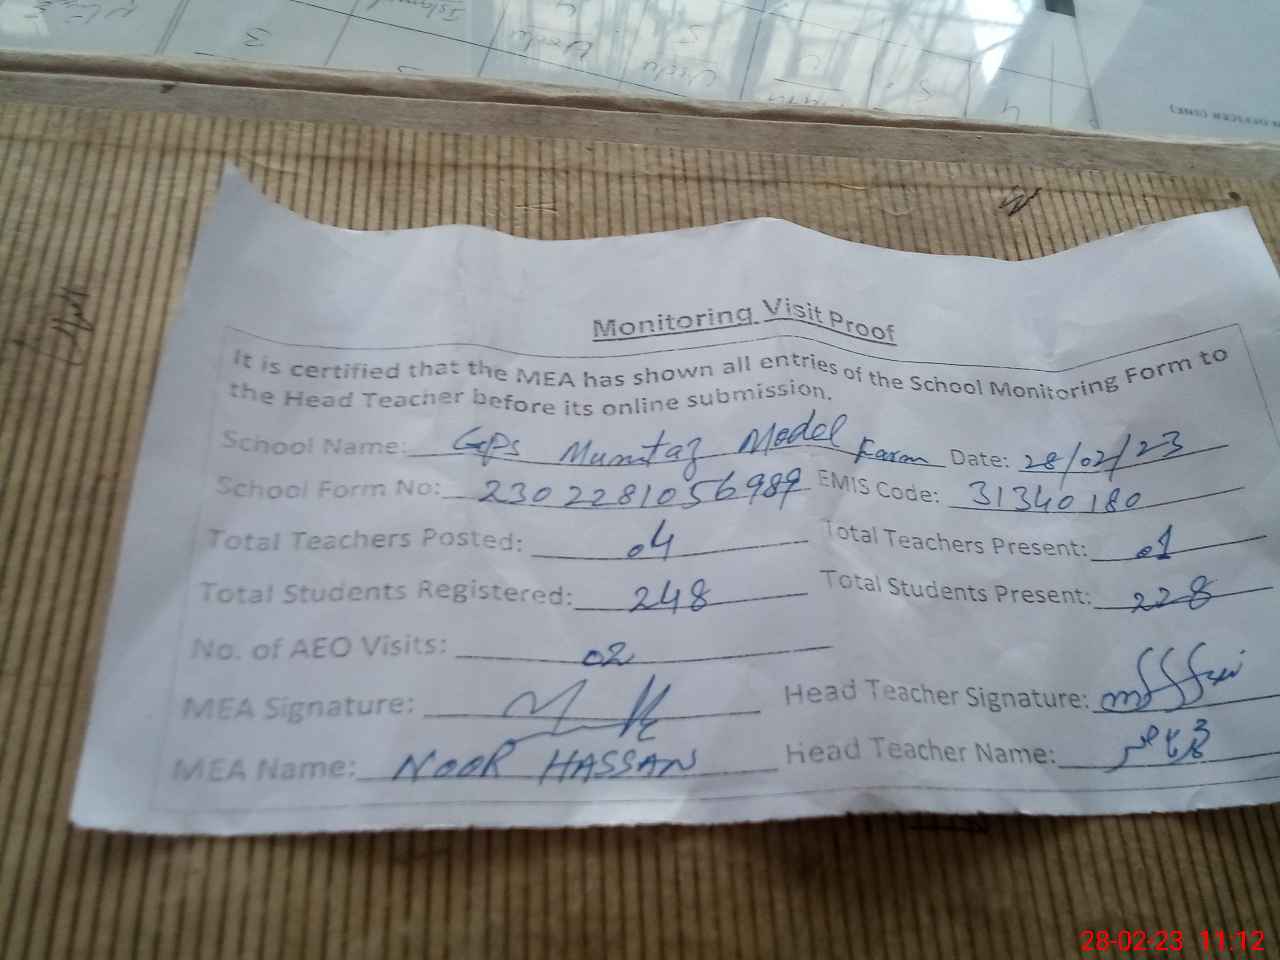 Monitoring Visit Proof
It is certified that the MEA has shown all entries of the School Monitoring Form to
the Head Teacher before its online submission.
School Name: GPS Mumtaz Model Farm Date: 28/02/23
School Form No: 2302281056989 EMIS Code: 31340180
Total Teachers Posted: 04 Total Teachers Present: 01
Total Students Registered: 248 Total Students Present: 228
No. of AEO Visits: 02
MEA Signature: Head Teacher Signature:
MEA Name: NOOR HASSAN Head Teacher Name:
28-02-23 11:12